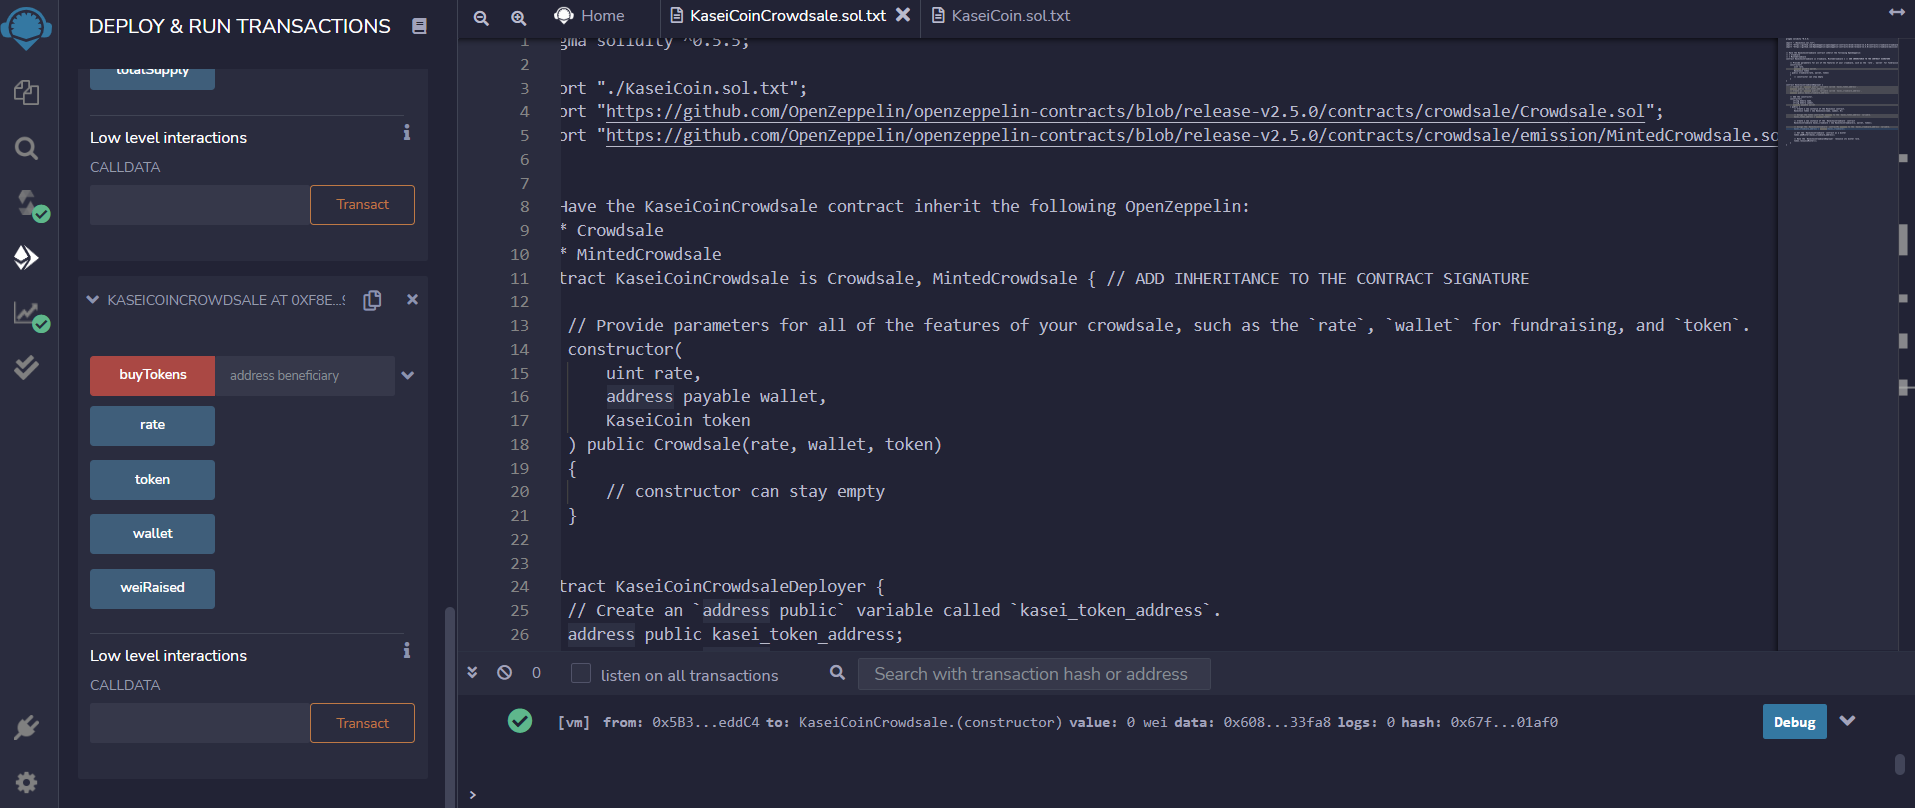 DEPLOY & RUN TRANSACTIONS
totalSupply
Low level interactions
CALLDATA
Transact
KASEICOINCROWDSALE AT 0XF8E...9
buyTokens address beneficiary
rate
token
wallet
weiRaised
Low level interactions
CALLDATA
Transact
Home KaseiCoinCrowdsale.sol.txt KaseiCoin.sol.txt
1 gma solidity ^0.5.5;
2
3 ort "./KaseiCoin.sol.txt";
4 ort "https://github.com/OpenZeppelin/openzeppelin-contracts/blob/release-v2.5.0/contracts/crowdsale/Crowdsale.sol";
5 ort "https://github.com/OpenZeppelin/openzeppelin-contracts/blob/release-v2.5.0/contracts/crowdsale/emission/MintedCrowdsale.so
6
7
8 Have the KaseiCoinCrowdsale contract inherit the following OpenZeppelin:
9 * Crowdsale
10 * MintedCrowdsale
11 tract KaseiCoinCrowdsale is Crowdsale, MintedCrowdsale { // ADD INHERITANCE TO THE CONTRACT SIGNATURE
12
13 // Provide parameters for all of the features of your crowdsale, such as the `rate`, `wallet` for fundraising, and `token`.
14 constructor(
15 uint rate,
16 address payable wallet,
17 KaseiCoin token
18 ) public Crowdsale(rate, wallet, token)
19 {
20 // constructor can stay empty
21 }
22
23
24 tract KaseiCoinCrowdsaleDeployer {
25 // Create an `address public` variable called `kasei_token_address`.
26 address public kasei_token_address;
0 listen on all transactions Search with transaction hash or address
[vm] from: 0x5B3...eddC4 to: KaseiCoinCrowdsale.(constructor) value: 0 wei data: 0x608...33fa8 logs: 0 hash: 0x67f...01af0 Debug
>